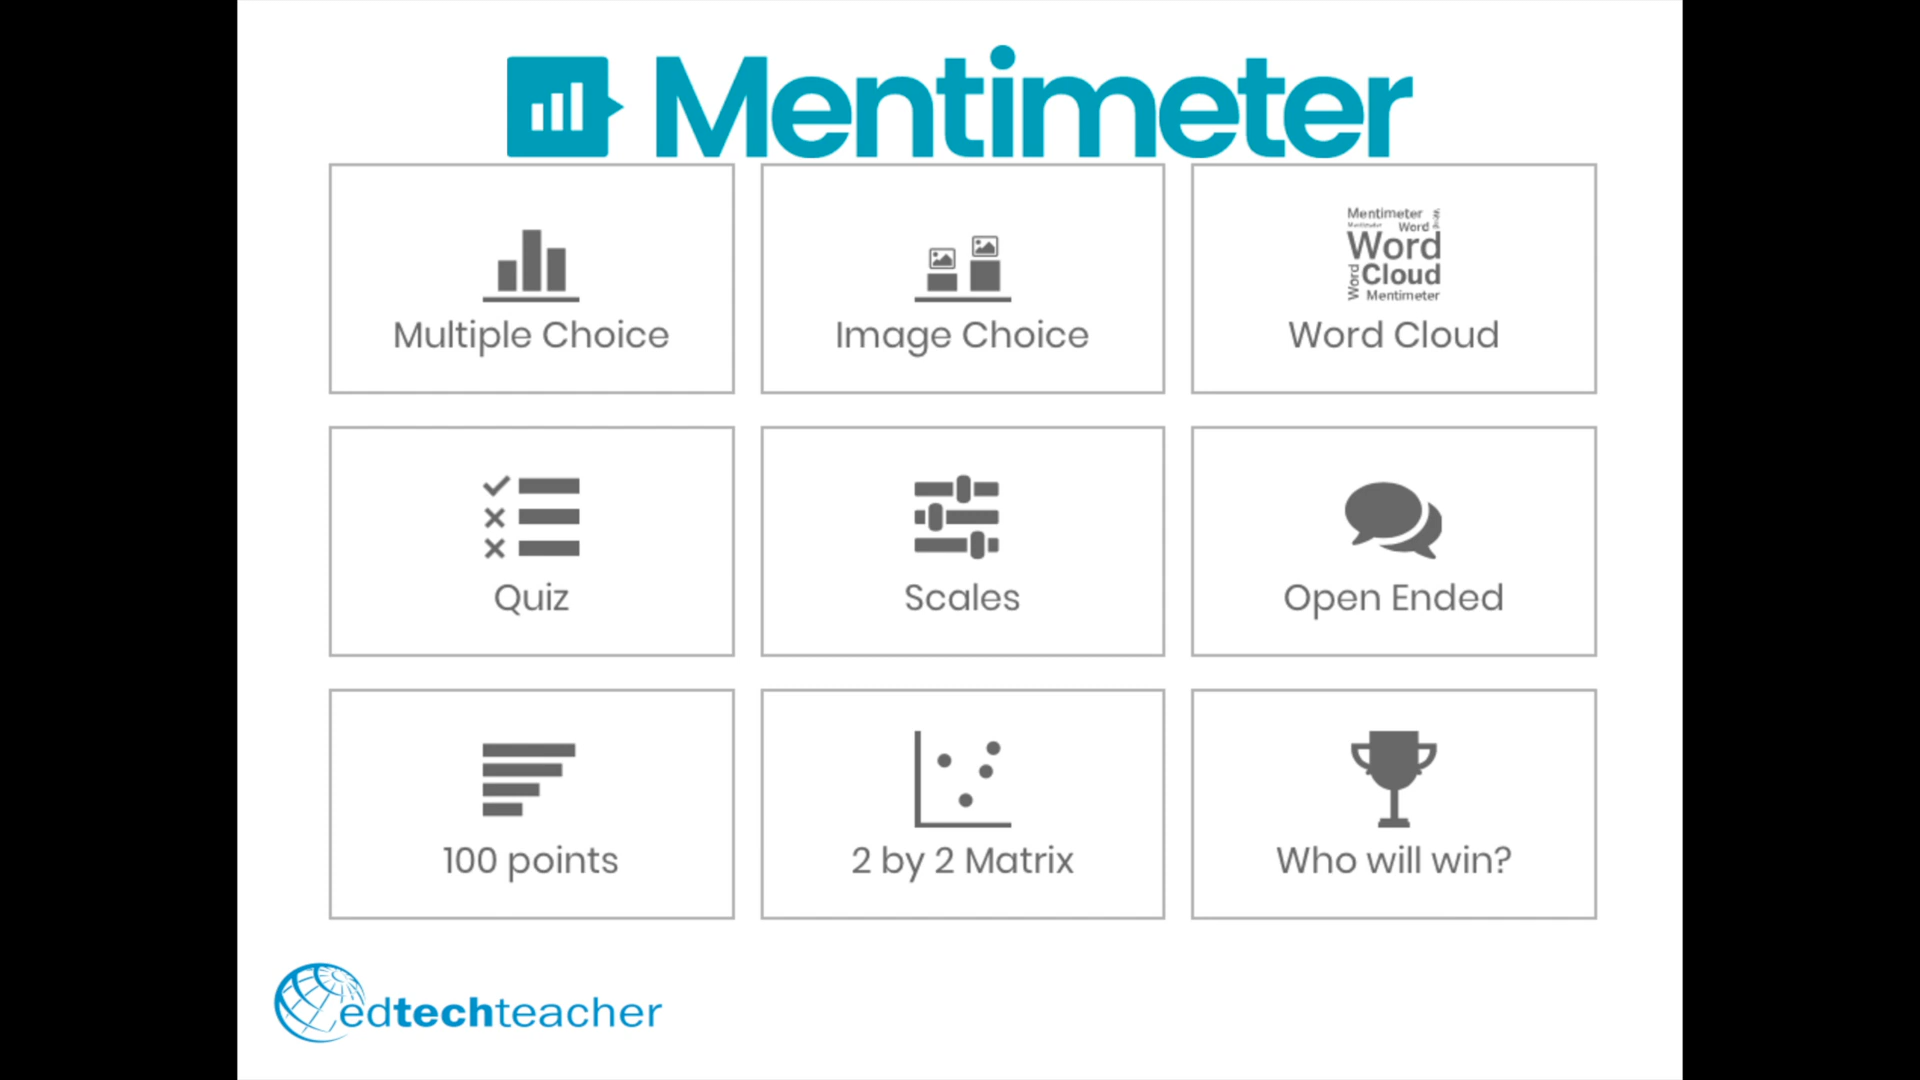 Mentimeter
Multiple Choice
Image Choice
Mentimeter
Word
Word
Cloud
Word
Mentimeter
Word Cloud
Quiz
Scales
Open Ended
100 points
2 by 2 Matrix
Who will win?
edtechteacher